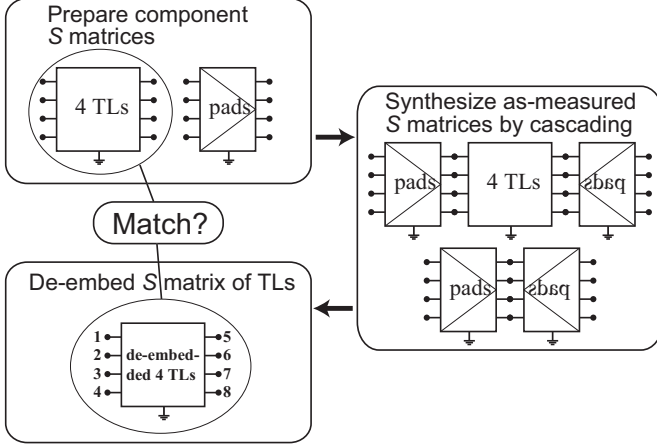 Prepare component
S matrices
4 TLs
pads
Synthesize as-measured
S matrices by cascading
pads
4 TLs
pads
pads
pads
Match?
De-embed S matrix of TLs
1
2
3
4
de-embed-
ded 4 TLs
5
6
7
8